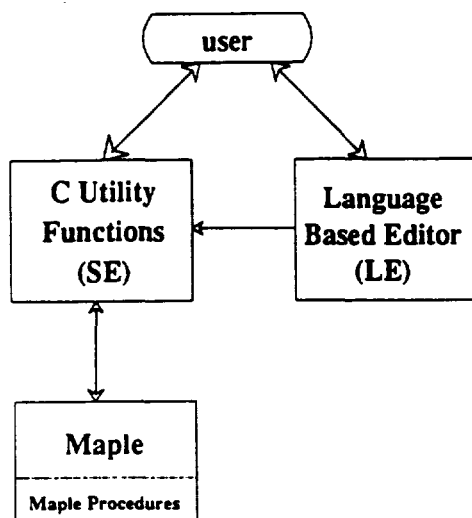 user
C Utility
Functions
(SE)
Language
Based Editor
(LE)
Maple
Maple Procedures